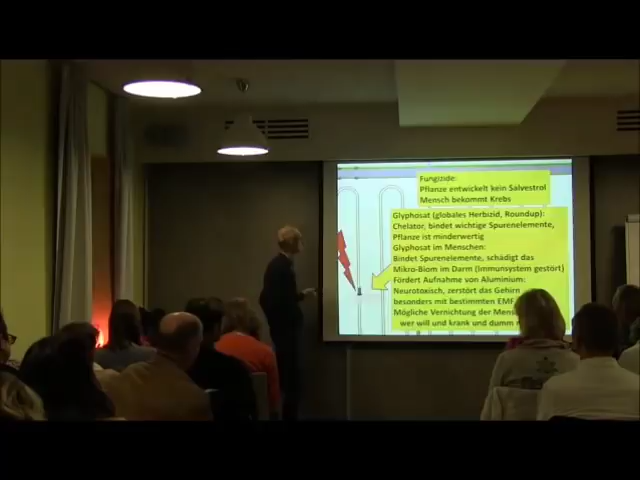 Fungizide:
Pflanze entwickelt kein Salvestrol
Mensch bekommt Krebs
Glyphosat (globales Herbizid, Roundup):
Chelator, bindet wichtige Spurenelemente,
Pflanze ist minderwertig
Glyphosat im Menschen:
Bindet Spurenelemente, schädigt das
Mikro-Biom im Darm (Immunsystem gestört)
Fördert Aufnahme von Aluminium:
Neurotoxisch, zerstört das Gehirn
besonders mit bestimmten EMF
Mögliche Vernichtung der
wer will und krank und dumm